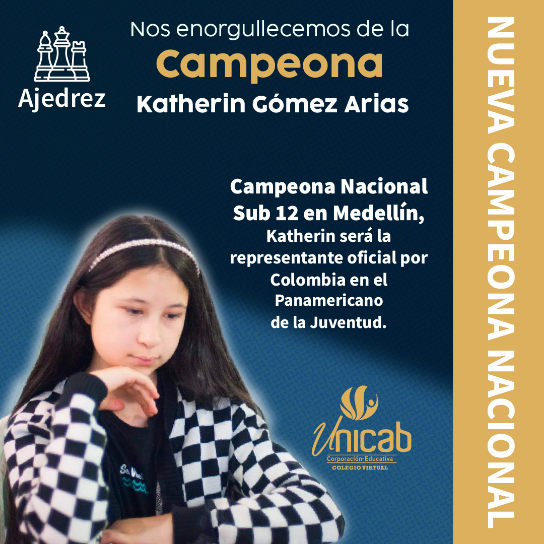 Nos enorgullecemos de la
Campeona
Katherin Gómez Arias
Ajedrez
Campeona Nacional
Sub 12 en Medellín,
Katherin será la
representante oficial por
Colombia en el
Panamericano
de la Juventud.
Unicab
Corporación Educativa
COLEGIO VIRTUAL
NUEVA CAMPEONA NACIONAL